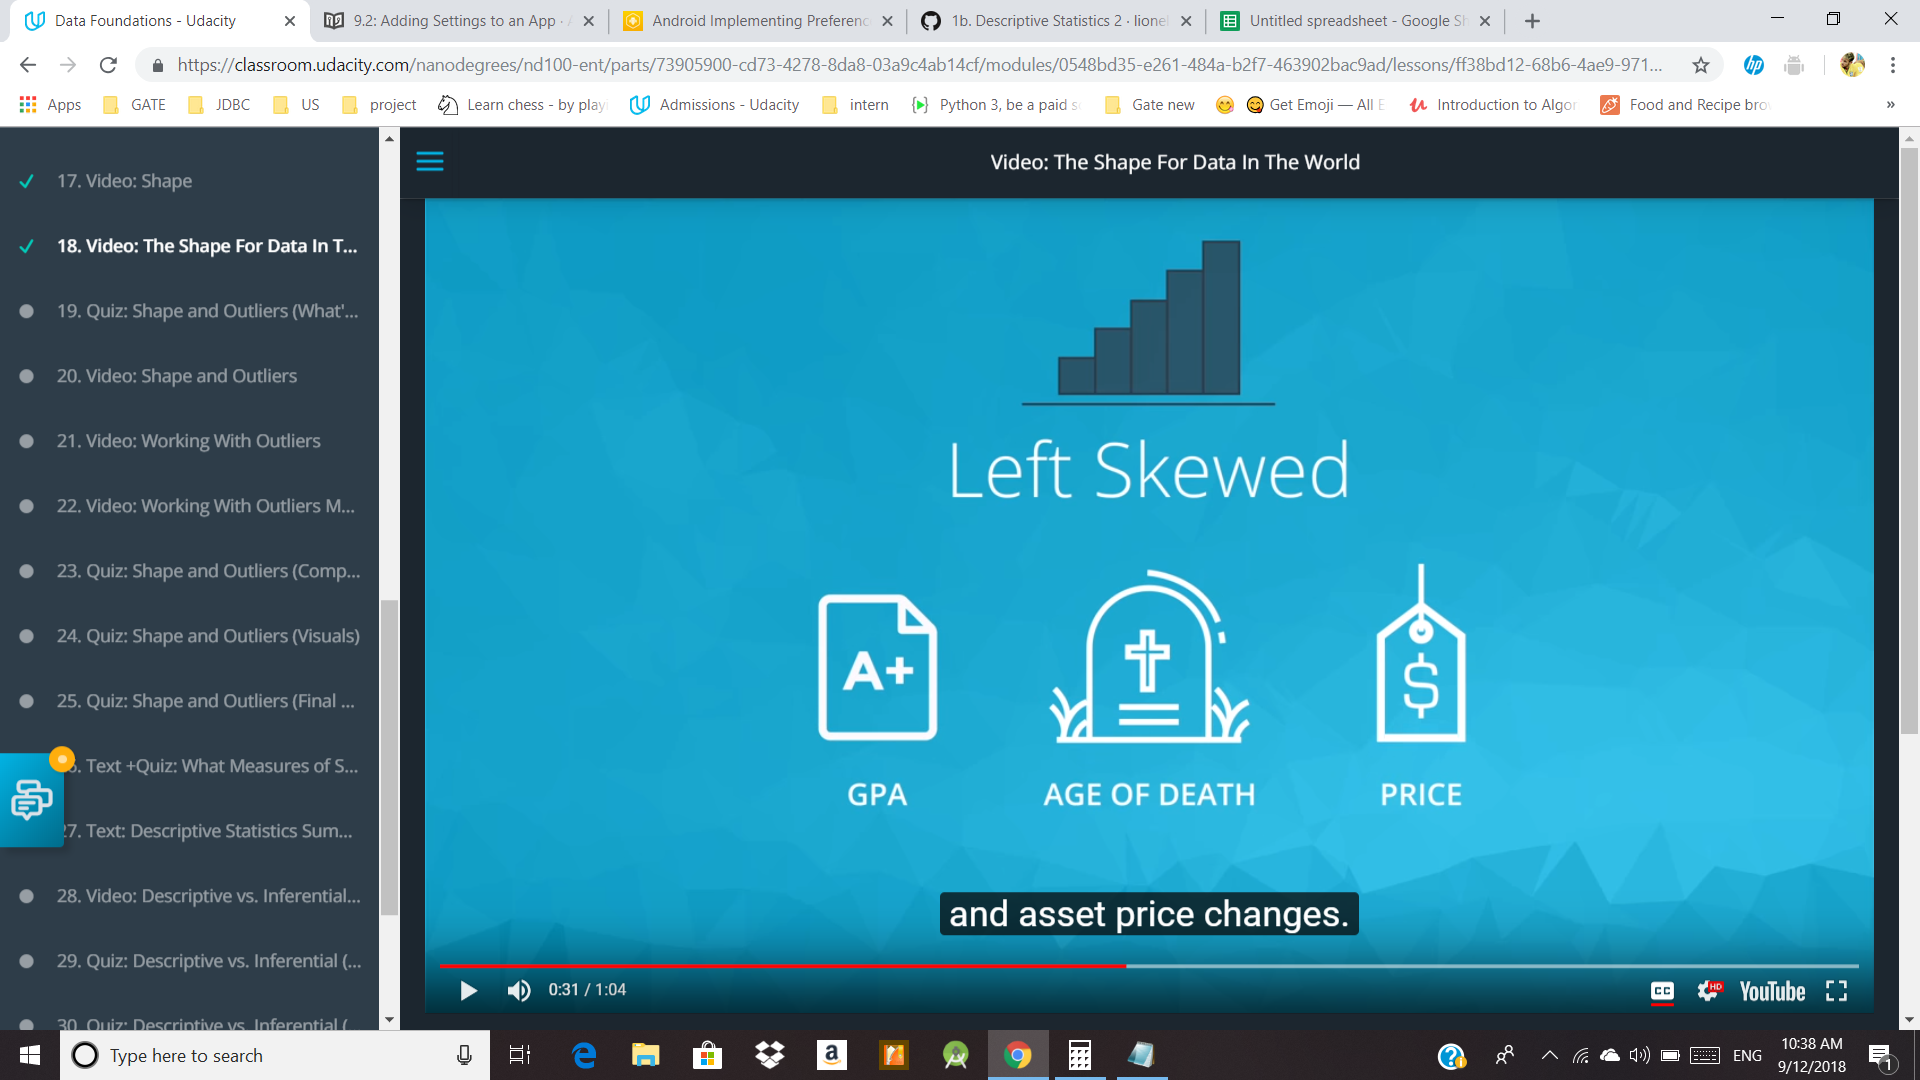 Data Foundations - Udacity
9.2: Adding Settings to an App ·
Android Implementing Preferenc
1b. Descriptive Statistics 2 · lionel
Untitled spreadsheet - Google Sh
https://classroom.udacity.com/nanodegrees/nd100-ent/parts/73905900-cd73-4278-8da8-03a9c4ab14cf/modules/0548bd35-e261-484a-b2f7-463902bac9ad/lessons/ff38bd12-68b6-4ae9-971...
Apps GATE JDBC US project Learn chess - by playi Admissions - Udacity intern Python 3, be a paid Gate new Get Emoji — All E Introduction to Algor Food and Recipe bro »
17. Video: Shape
18. Video: The Shape For Data In T...
19. Quiz: Shape and Outliers (What'...
20. Video: Shape and Outliers
21. Video: Working With Outliers
22. Video: Working With Outliers M...
23. Quiz: Shape and Outliers (Comp...
24. Quiz: Shape and Outliers (Visuals)
25. Quiz: Shape and Outliers (Final ...
6. Text +Quiz: What Measures of S...
27. Text: Descriptive Statistics Sum...
28. Video: Descriptive vs. Inferential...
29. Quiz: Descriptive vs. Inferential (...
30. Quiz: Descriptive vs. Inferential (
Video: The Shape For Data In The World
Left Skewed
A+
$
GPA AGE OF DEATH PRICE
and asset price changes.
0:31 / 1:04
CC HD YouTube
Type here to search
ENG
10:38 AM
9/12/2018
1